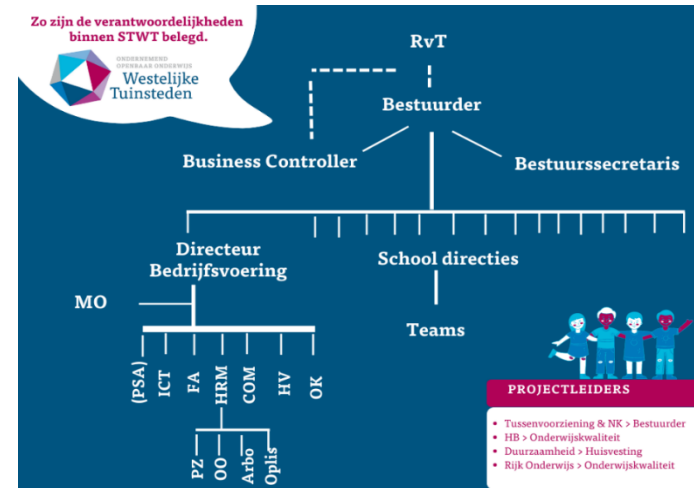 Zo zijn de verantwoordelijkheden
binnen STWT belegd.
ONDERNEMEND
OPENBAAR ONDERWIJS
Westelijke
Tuinsteden
RvT
Bestuurder
Business Controller
Bestuurssecretaris
Directeur
Bedrijfsvoering
School directies
MO
Teams
(PSA)
ICT
FA
HRM
COM
HV
OK
PZ
OO
Arbo
Oplis
PROJECTLEIDERS
• Tussenvoorziening & NK > Bestuurder
• HB > Onderwijskwaliteit
• Duurzaamheid > Huisvesting
• Rijk Onderwijs > Onderwijskwaliteit